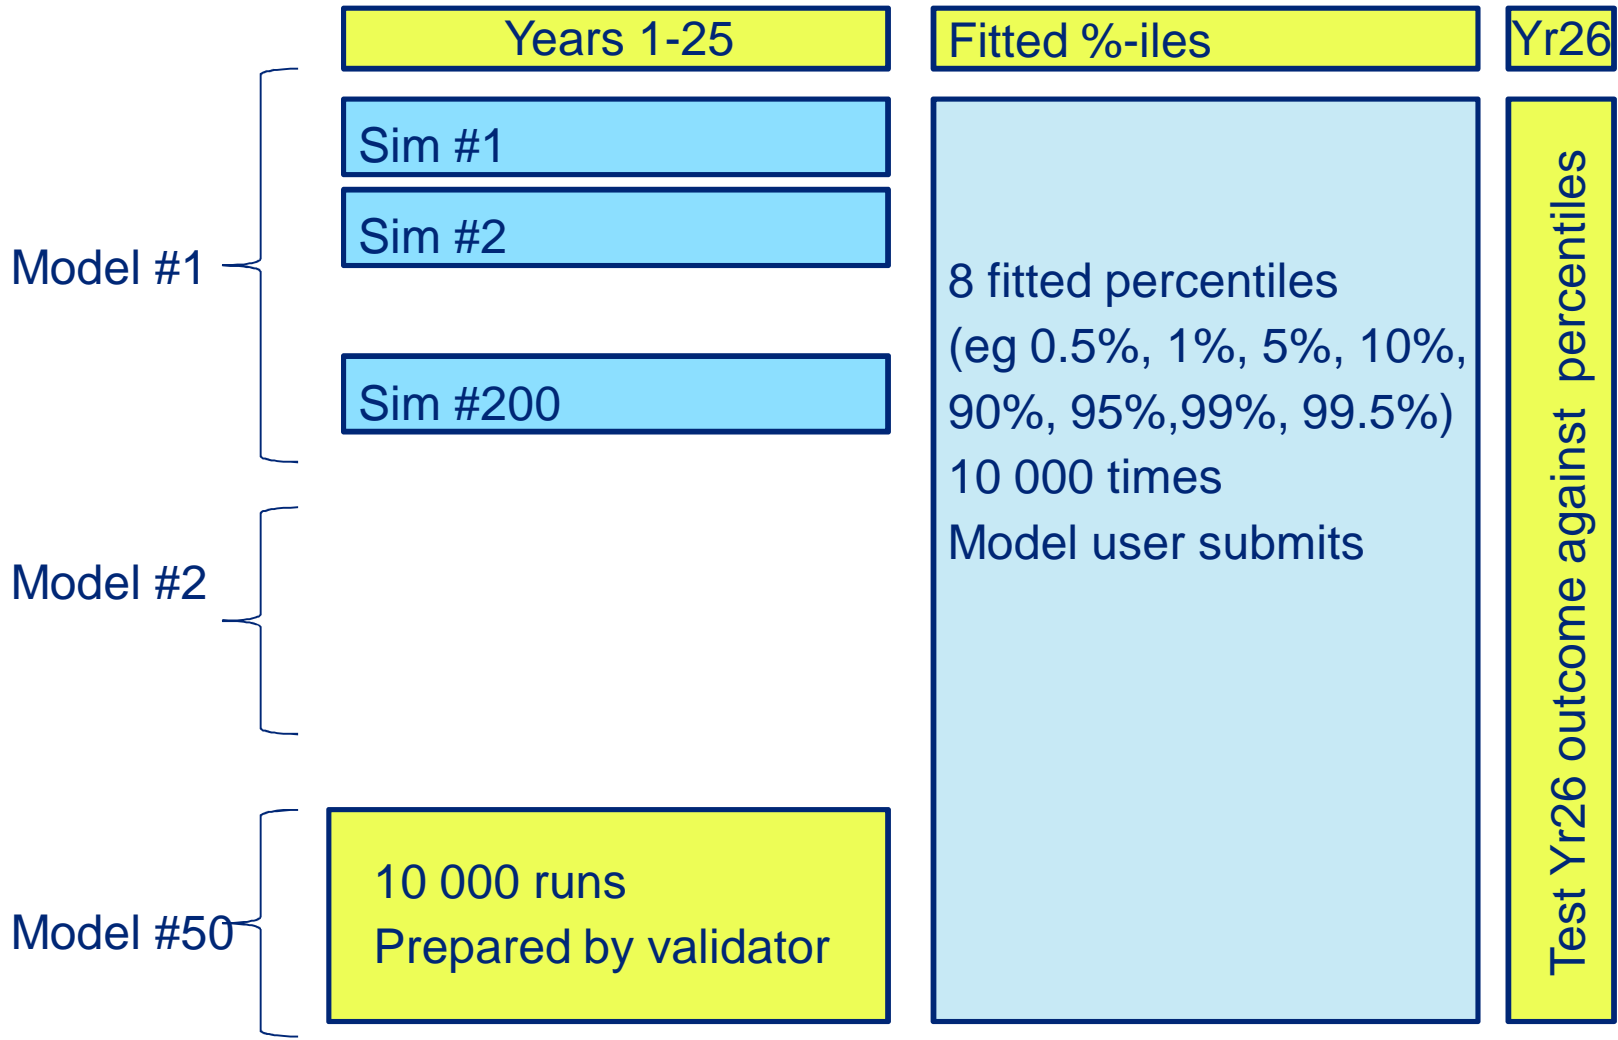 Years 1-25
Fitted %-iles
Yr26
Model #1
Sim #1
Sim #2
Sim #200
Model #2
Model #50
10 000 runs
Prepared by validator
8 fitted percentiles
(eg 0.5%, 1%, 5%, 10%,
90%, 95%,99%, 99.5%)
10 000 times
Model user submits
Test Yr26 outcome against percentiles